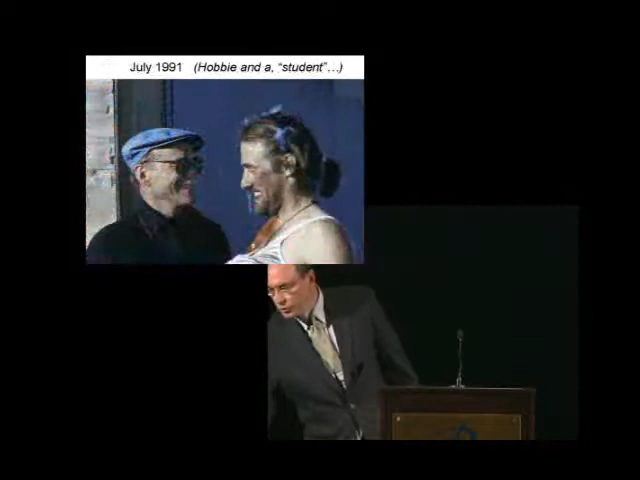 July 1991 (Hobbie and a, “student”…)